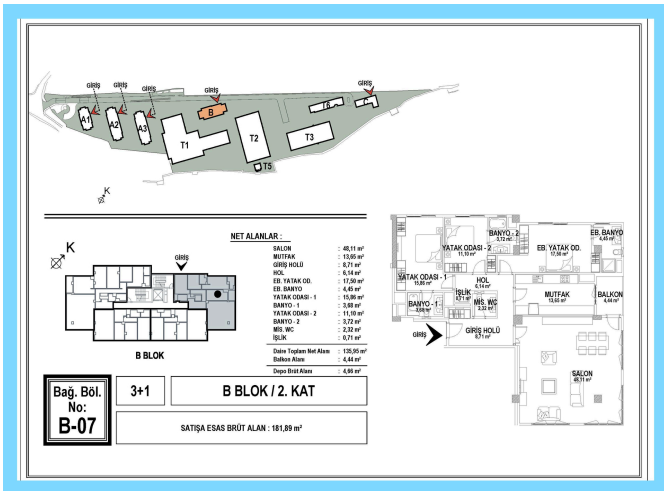 GİRİŞ
GİRİŞ
GİRİŞ
GİRİŞ
GİRİŞ
A1
A2
A3
B
T6
C
T1
T2
T3
T5
K
K
GİRİŞ
B BLOK
NET ALANLAR :
SALON : 48,11 m²
MUTFAK : 13,65 m²
GİRİŞ HOLÜ : 8,71 m²
HOL : 6,14 m²
EB. YATAK OD. : 17,50 m²
EB. BANYO : 4,45 m²
YATAK ODASI - 1 : 15,86 m²
BANYO - 1 : 3,68 m²
YATAK ODASI - 2 : 11,10 m²
BANYO - 2 : 3,72 m²
MİS. WC : 2,32 m²
İŞLİK : 0,71 m²
Daire Toplam Net Alanı : 135,95 m²
Balkon Alanı : 4,44 m²
Depo Brüt Alanı : 4,66 m²
BANYO - 2
3,72 m²
EB. BANYO
4,45 m²
YATAK ODASI - 2
11,10 m²
EB. YATAK OD.
17,50 m²
YATAK ODASI - 1
15,86 m²
HOL
6,14 m²
İŞLİK
0,71 m²
MUTFAK
13,65 m²
BALKON
4,44 m²
BANYO - 1
3,68 m²
MİS. WC
2,32 m²
GİRİŞ
GİRİŞ HOLÜ
8,71 m²
SALON
48,11 m²
Bağ. Böl.
No:
B-07
3+1
B BLOK / 2. KAT
SATIŞA ESAS BRÜT ALAN : 181,89 m²